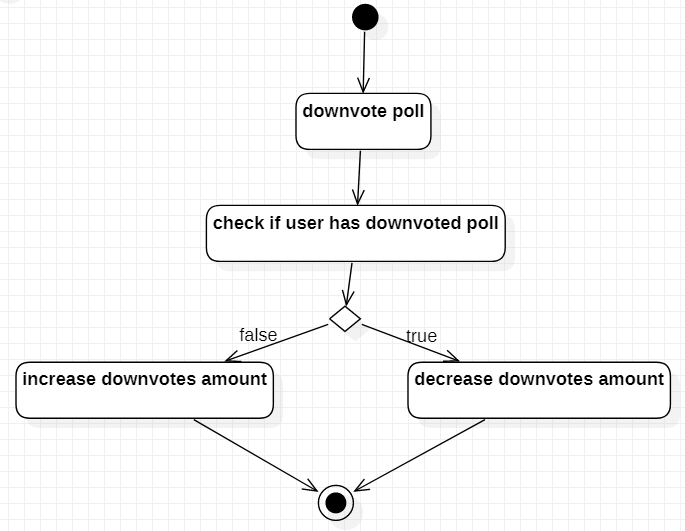 downvote poll
check if user has downvoted poll
false
true
increase downvotes amount
decrease downvotes amount